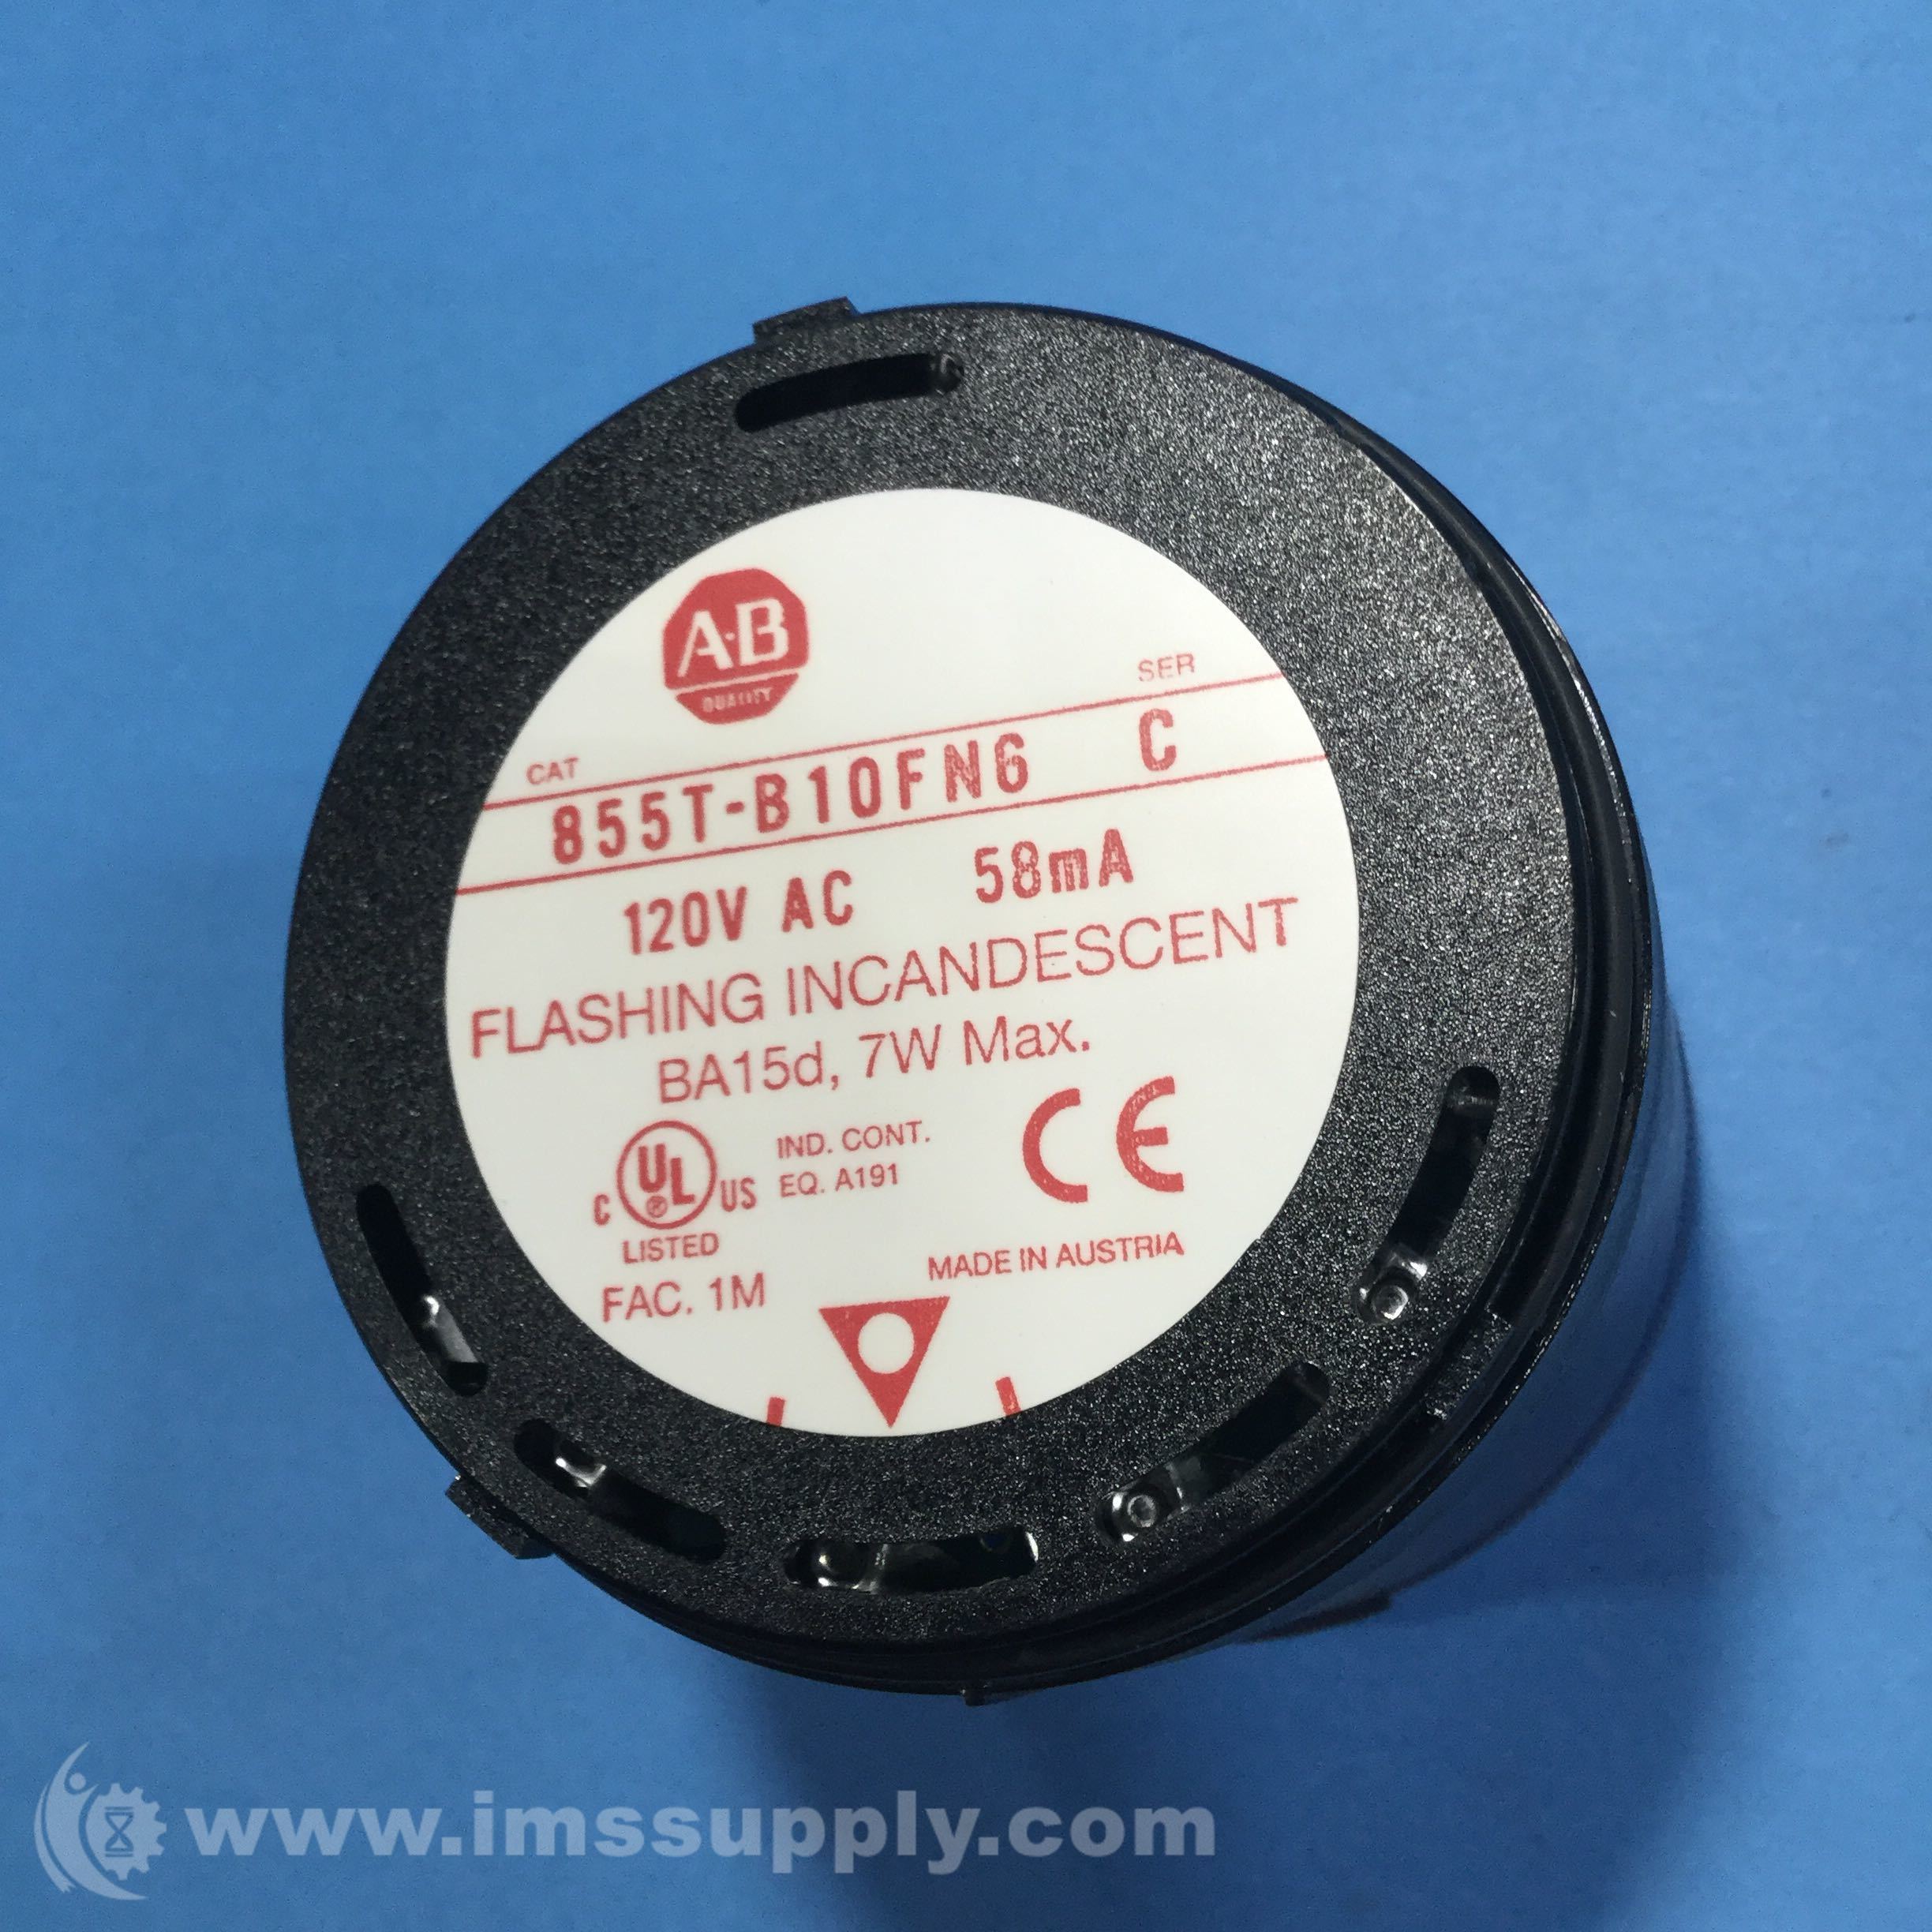 A·B
QUALITY
SER
CAT
855T-B10FN6 C
120V AC 58mA
FLASHING INCANDESCENT
BA15d, 7W Max.
C UL® US
LISTED
IND. CONT.
EQ. A191
CE
FAC. 1M
MADE IN AUSTRIA
www.imssupply.com